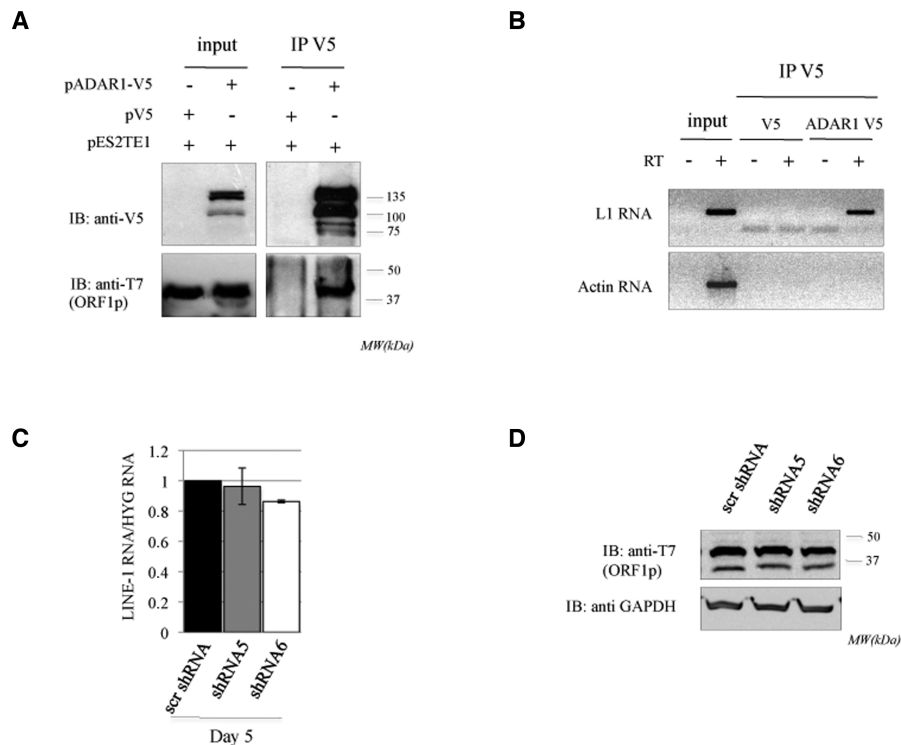 A
input IP V5
pADAR1-V5 - + - +
pV5 + - + -
pES2TE1 + + + +
IB: anti-V5
135
100
75
IB: anti-T7
(ORF1p)
50
37
MW(kDa)
B
IP V5
input V5 ADAR1 V5
RT - + - + - +
L1 RNA
Actin RNA
C
LINE-1 RNA/HYG RNA
1.2
1
0.8
0.6
0.4
0.2
0
scr shRNA
shRNA5
shRNA6
Day 5
D
scr shRNA
shRNA5
shRNA6
IB: anti-T7
(ORF1p)
50
37
IB: anti GAPDH
MW(kDa)